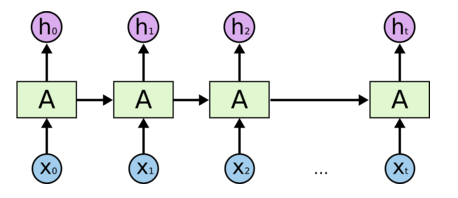 h₀ h₁ h₂ hₜ
A A A A
x₀ x₁ x₂ ... xₜ